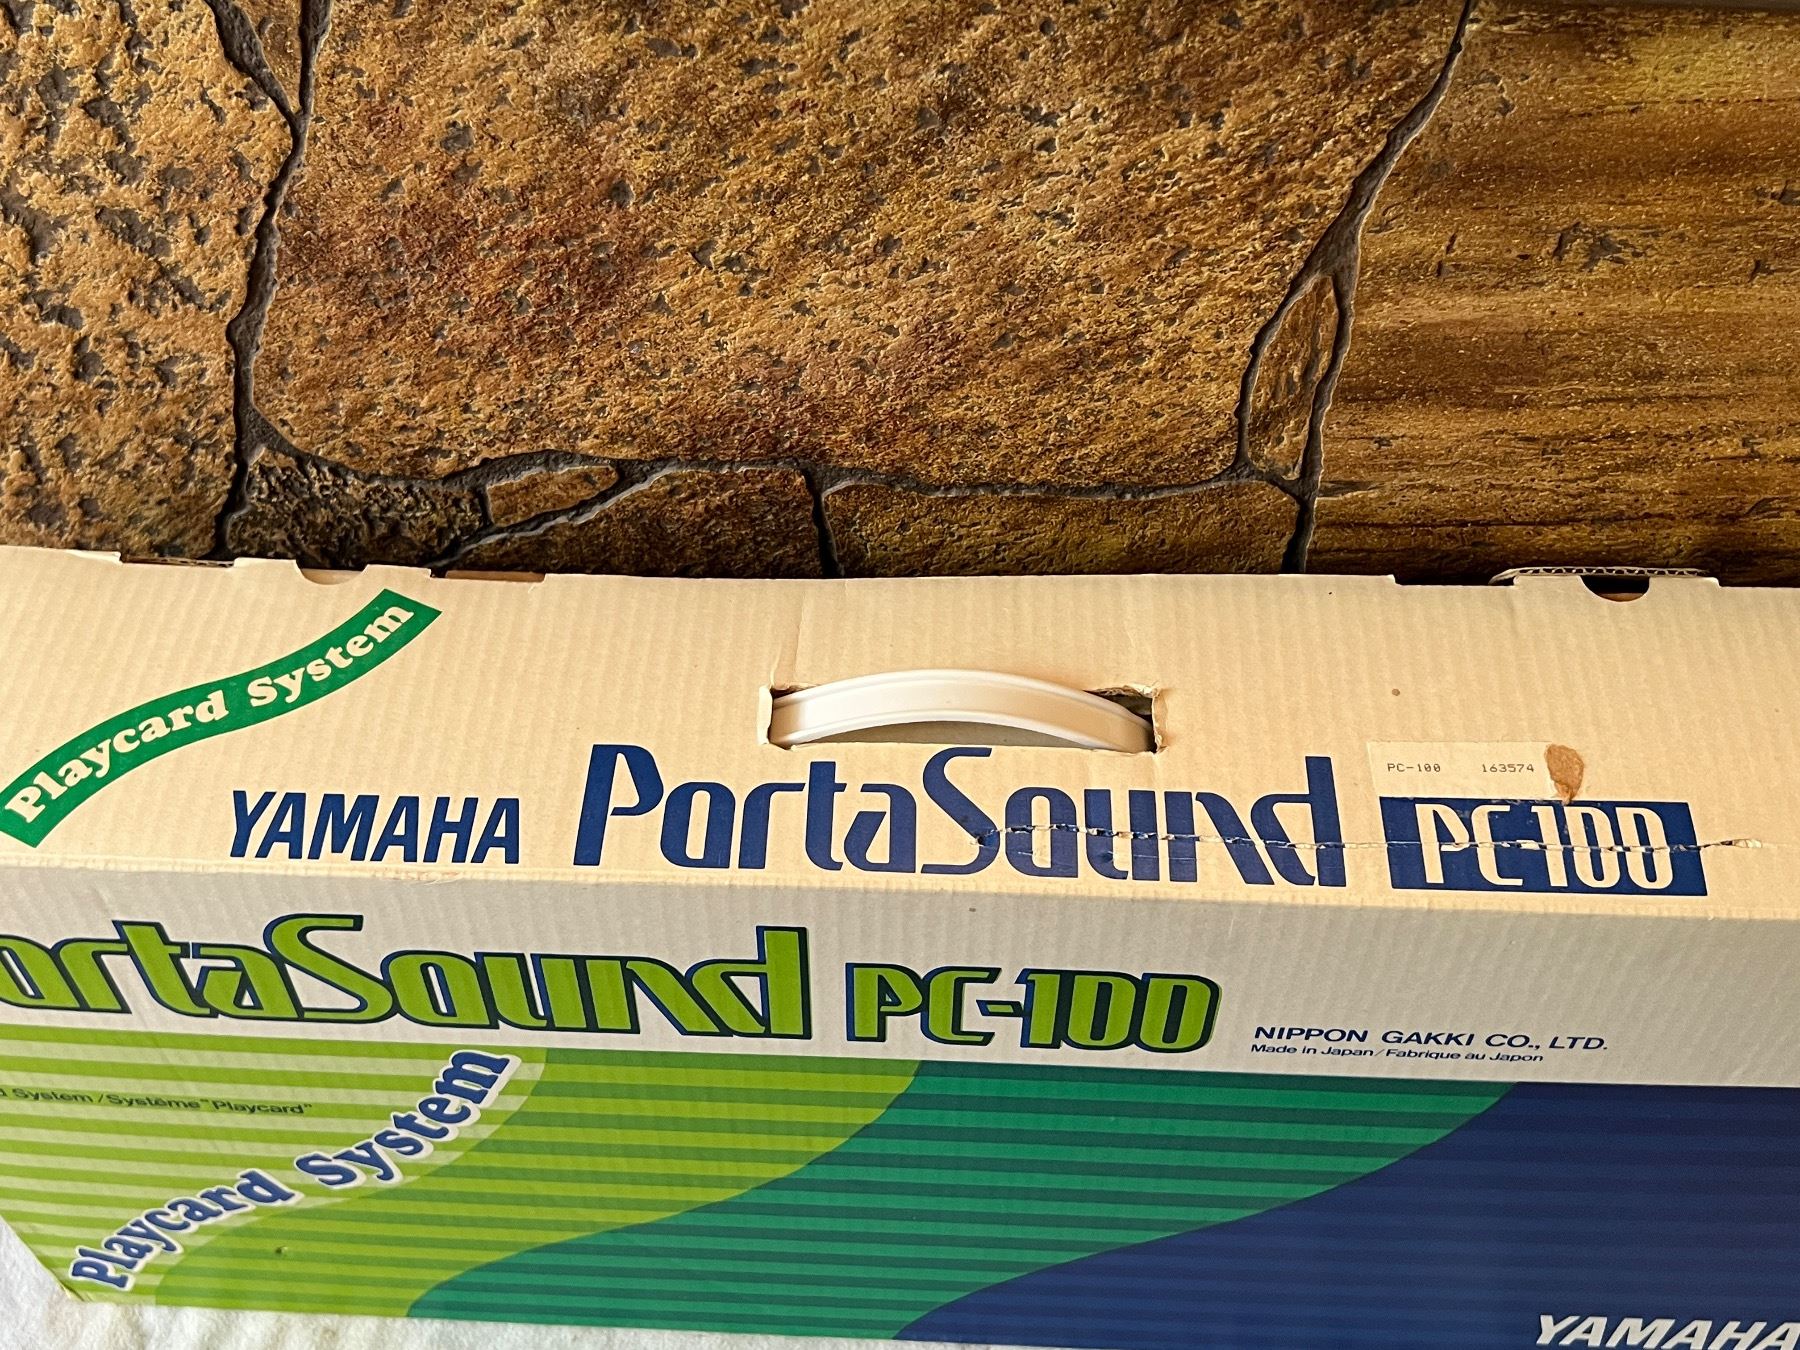 Playcard System
YAMAHA PortaSound PC-100
PC-100 163574
ortaSound PC-100
NIPPON GAKKI CO., LTD.
Made in Japan/Fabrique au Japon
d System/Système "Playcard"
Playcard System
YAMAHA